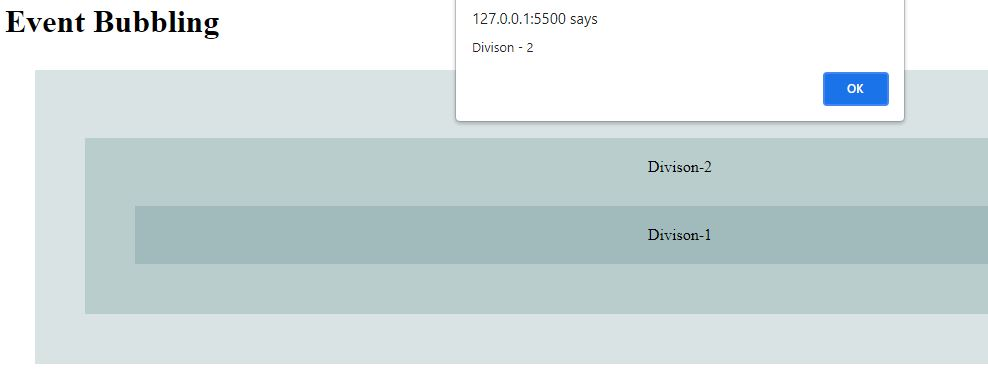 Event Bubbling
127.0.0.1:5500 says
Divison - 2
OK
Divison-2
Divison-1